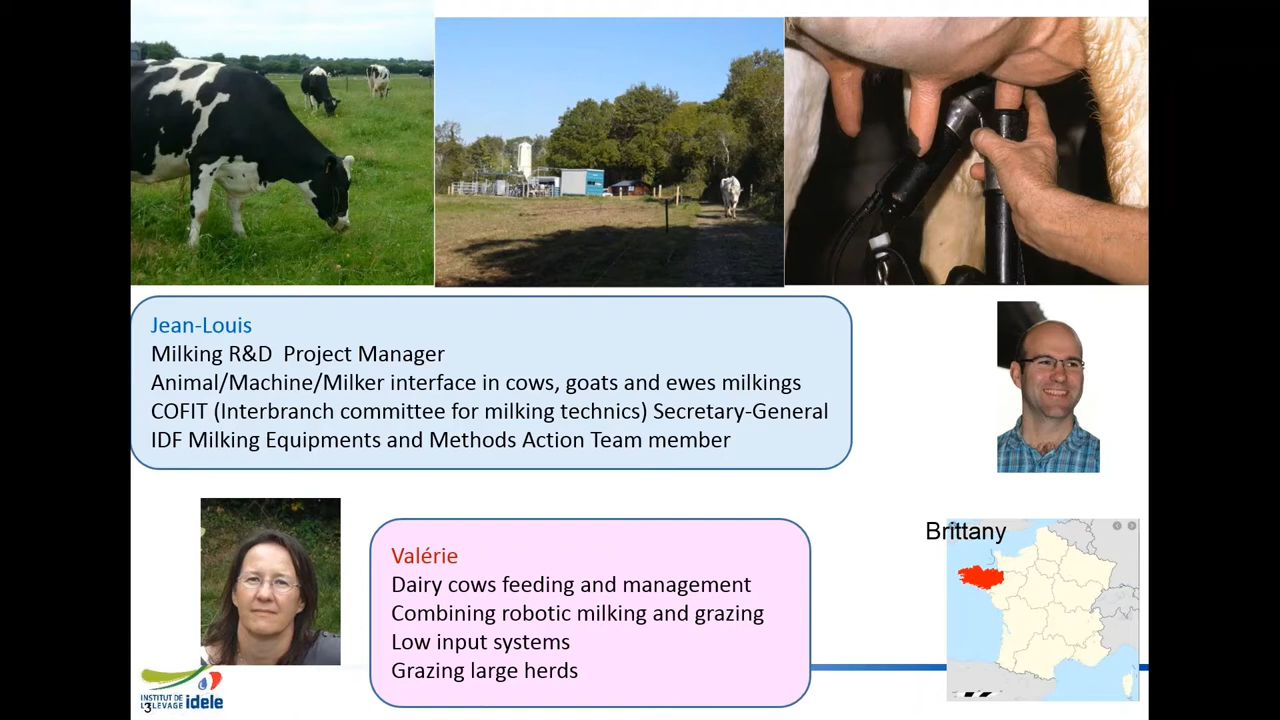 Jean-Louis
Milking R&D Project Manager
Animal/Machine/Milker interface in cows, goats and ewes milkings
COFIT (Interbranch committee for milking technics) Secretary-General
IDF Milking Equipments and Methods Action Team member
Brittany
Valérie
Dairy cows feeding and management
Combining robotic milking and grazing
Low input systems
Grazing large herds
INSTITUT DE
L'ELEVAGE idele
3